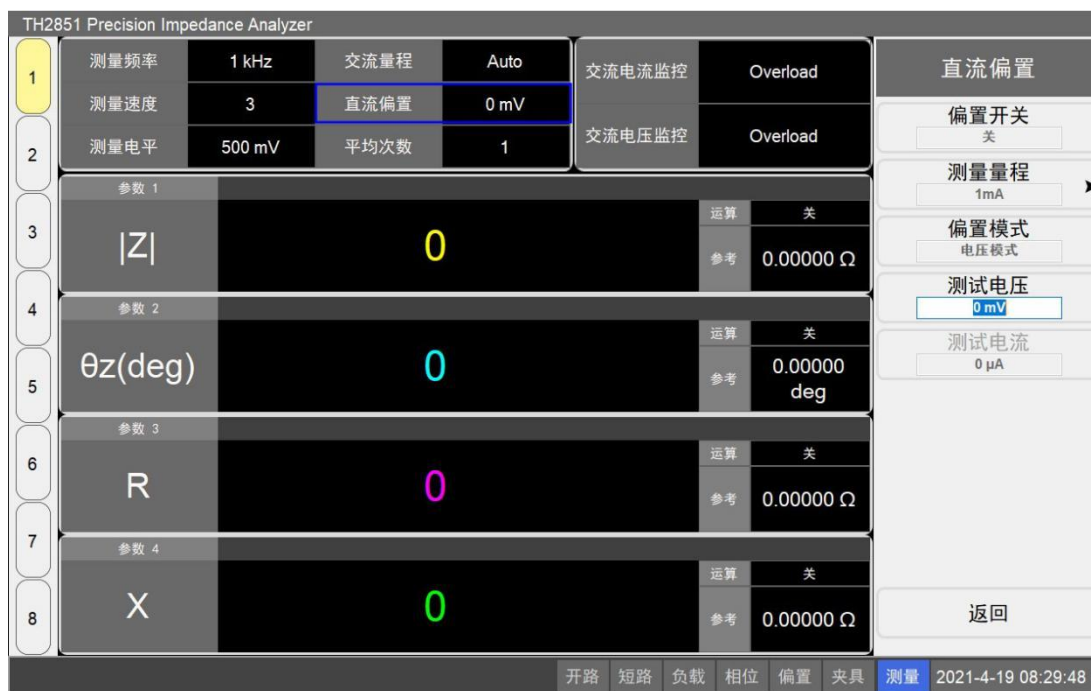 TH2851 Precision Impedance Analyzer
1
2
3
4
5
6
7
8
测量频率 1 kHz 交流量程 Auto
测量速度 3 直流偏置 0 mV
测量电平 500 mV 平均次数 1
交流电流监控 Overload
交流电压监控 Overload
参数 1
|Z| 0
运算 关
参考 0.00000 Ω
参数 2
θz(deg) 0
运算 关
参考 0.00000 deg
参数 3
R 0
运算 关
参考 0.00000 Ω
参数 4
X 0
运算 关
参考 0.00000 Ω
直流偏置
偏置开关
关
测量量程
1mA
偏置模式
电压模式
测试电压
0 mV
测试电流
0 μA
返回
开路 短路 负载 相位 偏置 夹具 测量 2021-4-19 08:29:48